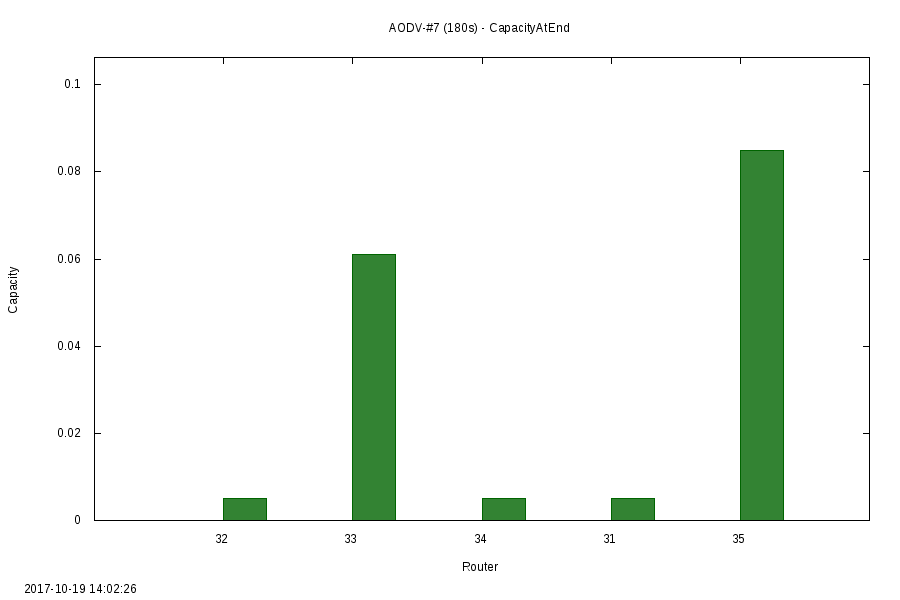 AODV-#7 (180s) - CapacityAtEnd
0.1
0.08
0.06
0.04
0.02
0
Capacity
32 33 34 31 35
Router
2017-10-19 14:02:26